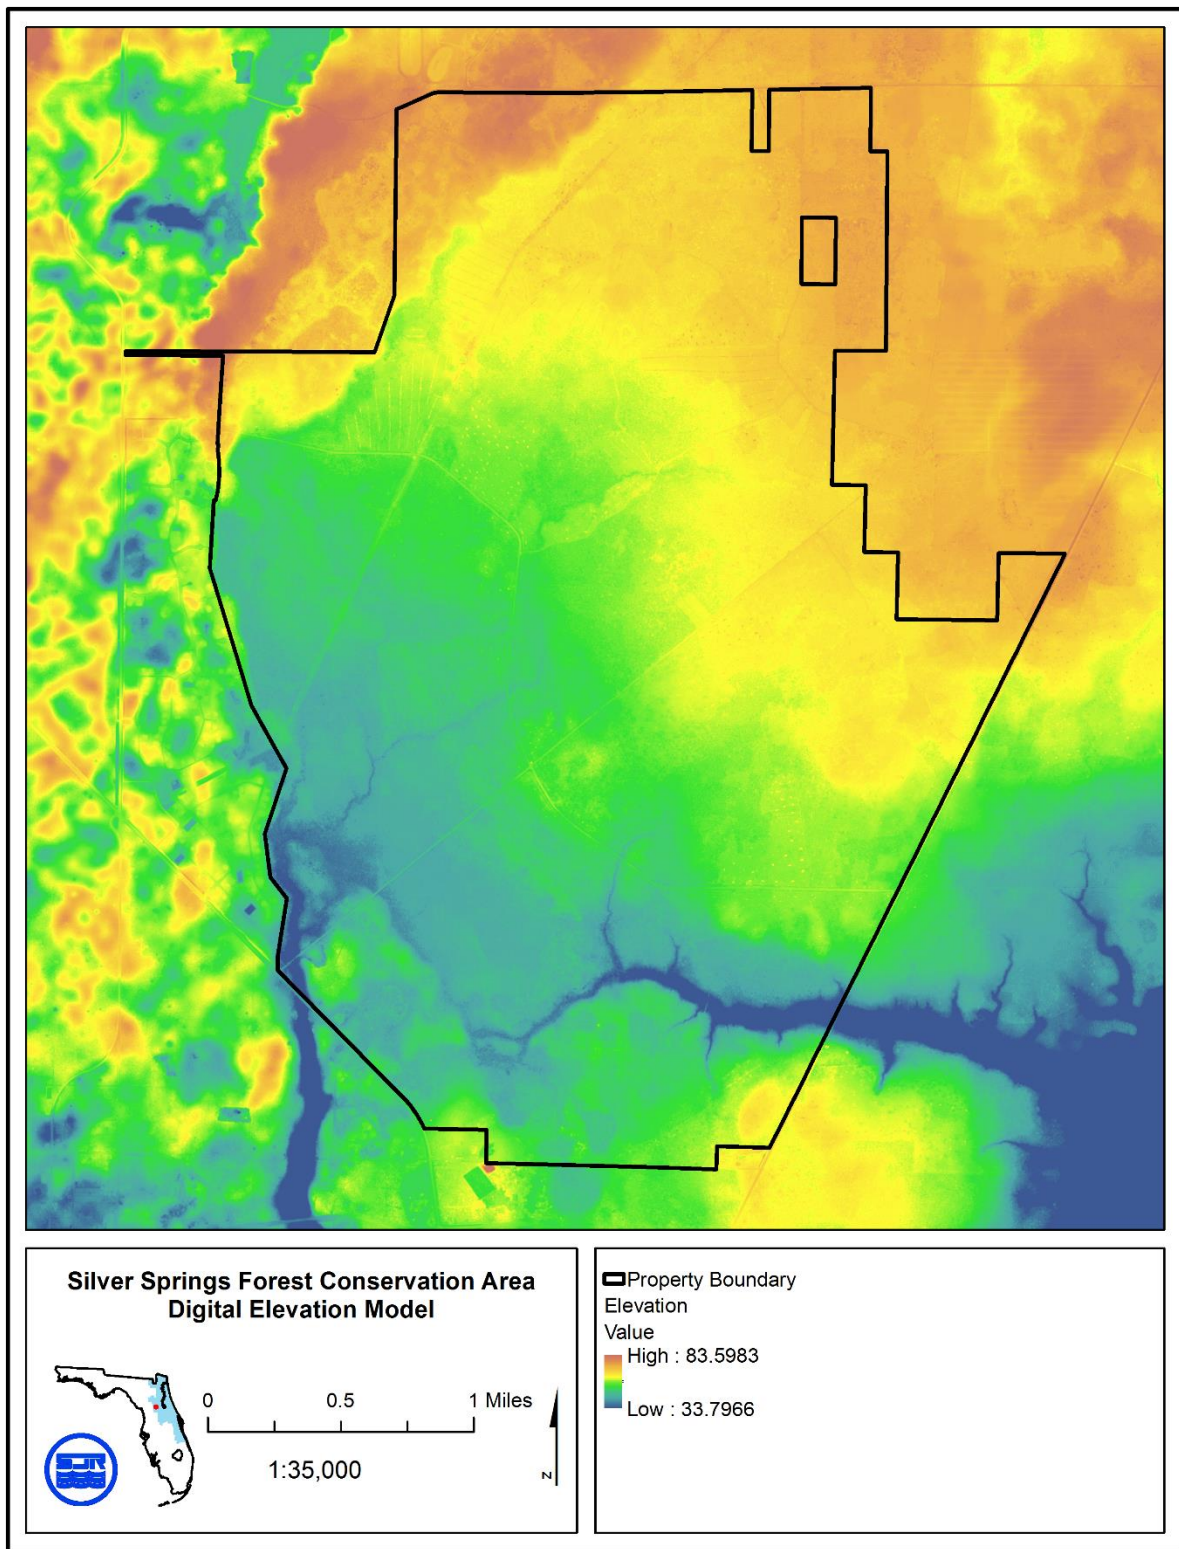 Silver Springs Forest Conservation Area
Digital Elevation Model
0 0.5 1 Miles
1:35,000
N
SJR
Property Boundary
Elevation
Value
High : 83.5983
Low : 33.7966